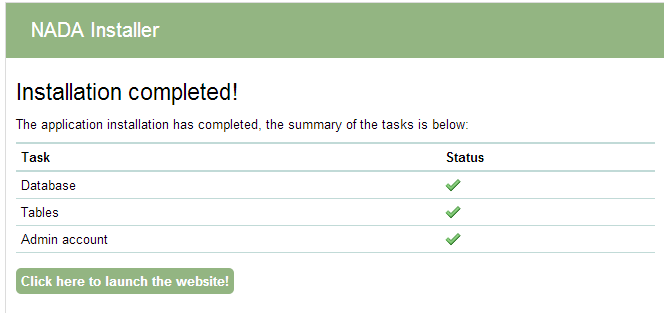 NADA Installer
Installation completed!
The application installation has completed, the summary of the tasks is below:
Task Status
Database
Tables
Admin account
Click here to launch the website!